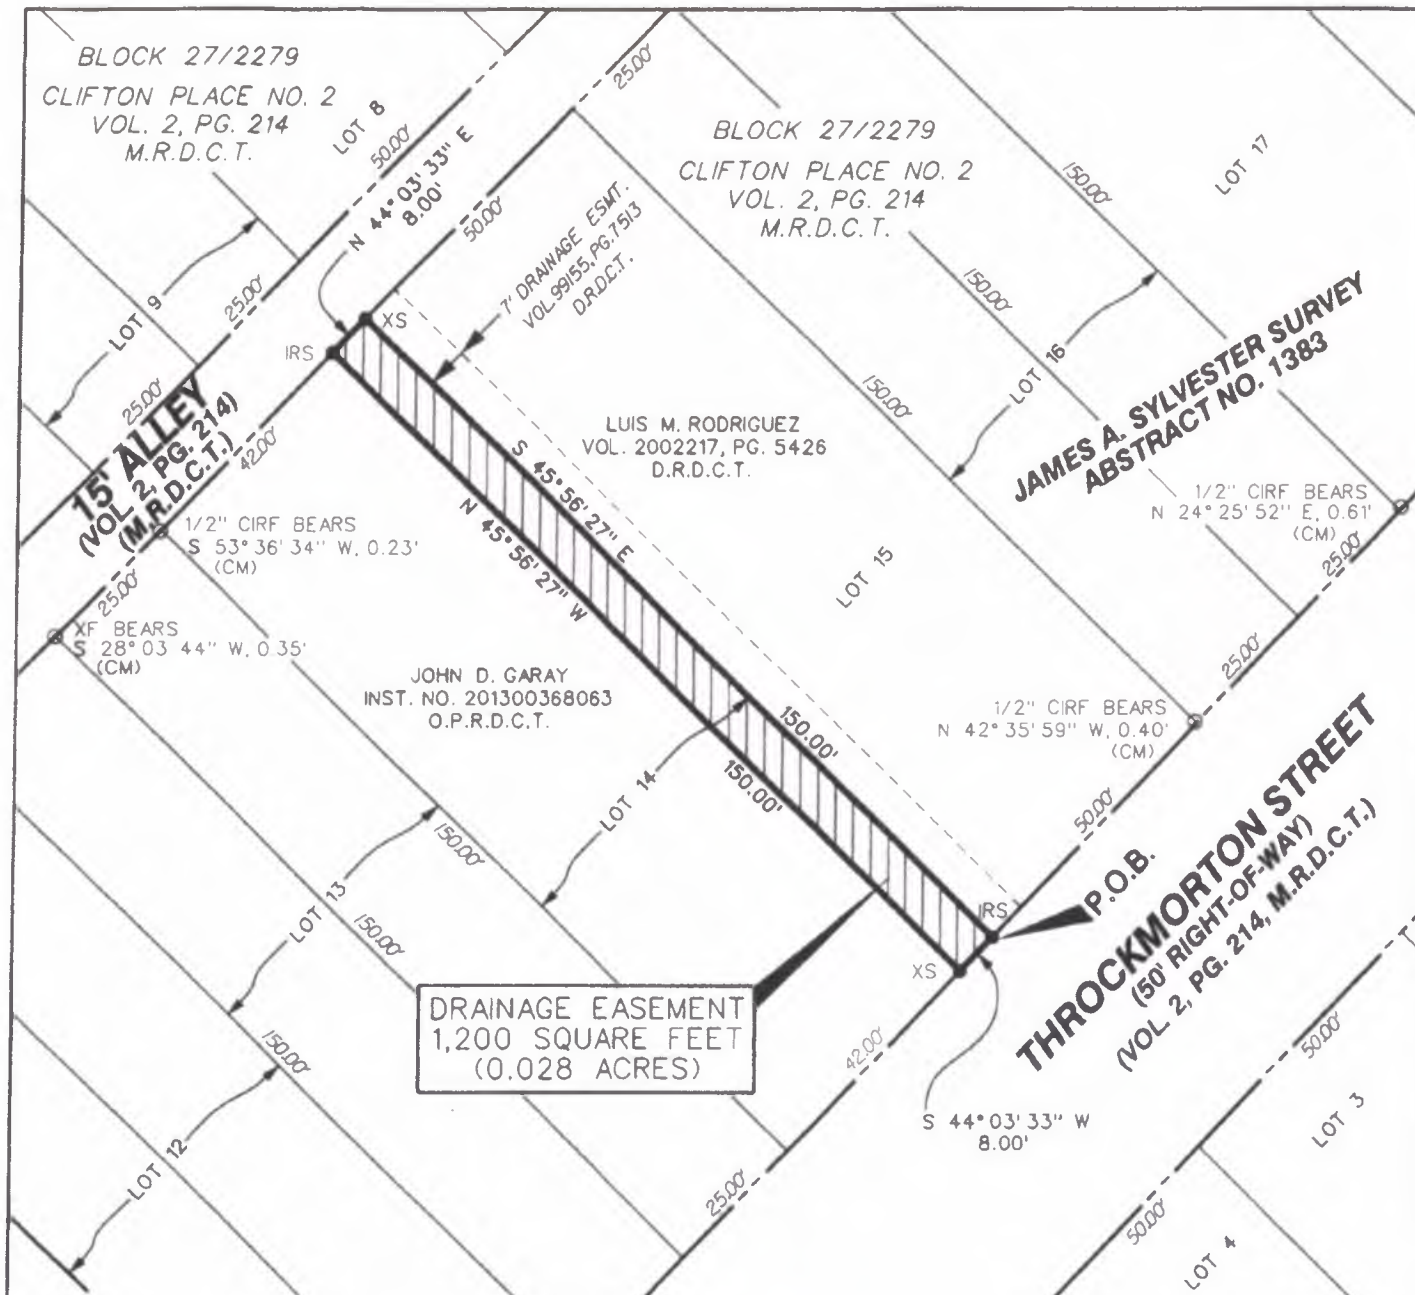 BLOCK 27/2279
CLIFTON PLACE NO. 2
VOL. 2, PG. 214
M.R.D.C.T.
LOT 8
50.00'
25.00'
N 44° 03' 33" E
8.00'
50.00'
7' DRAINAGE ESMT.
VOL.99155, PG.7513
D.R.D.C.T.
BLOCK 27/2279
CLIFTON PLACE NO. 2
VOL. 2, PG. 214
M.R.D.C.T.
150.00'
LOT 17
LOT 9
25.00'
25.00'
XS
IRS
15' ALLEY
(VOL. 2, PG. 214)
(M.R.D.C.T.)
42.00'
150.00'
LOT 16
150.00'
JAMES A. SYLVESTER SURVEY
ABSTRACT NO. 1383
LUIS M. RODRIGUEZ
VOL. 2002217, PG. 5426
D.R.D.C.T.
S 45° 56' 27" E
N 45° 56' 27" W
1/2" CIRF BEARS
S 53° 36' 34" W, 0.23'
(CM)
1/2" CIRF BEARS
N 24° 25' 52" E, 0.61'
(CM)
25.00'
25.00'
LOT 15
XF BEARS
S 28° 03' 44" W, 0.35'
(CM)
JOHN D. GARAY
INST. NO. 201300368063
O.P.R.D.C.T.
25.00'
1/2" CIRF BEARS
N 42° 35' 59" W, 0.40'
(CM)
150.00'
150.00'
LOT 14
50.00'
150.00'
LOT 13
150.00'
IRS
P.O.B.
XS
THROCKMORTON STREET
(50' RIGHT-OF-WAY)
(VOL. 2, PG. 214, M.R.D.C.T.)
DRAINAGE EASEMENT
1,200 SQUARE FEET
(0.028 ACRES)
150.00'
42.00'
50.00'
S 44° 03' 33" W
8.00'
LOT 12
25.00'
LOT 3
50.00'
LOT 4